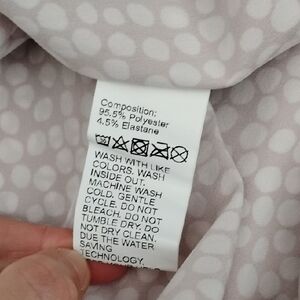 Composition;
95.5% Polyester
4.5% Elastane
WASH WITH LIKE
COLORS. WASH
INSIDE OUT.
MACHINE WASH
COLD. GENTLE
CYCLE. DO NOT
BLEACH. DO NOT
TUMBLE DRY. DO
NOT DRY CLEAN.
DUE THE WATER
SAVING
TECHNOLOGY.